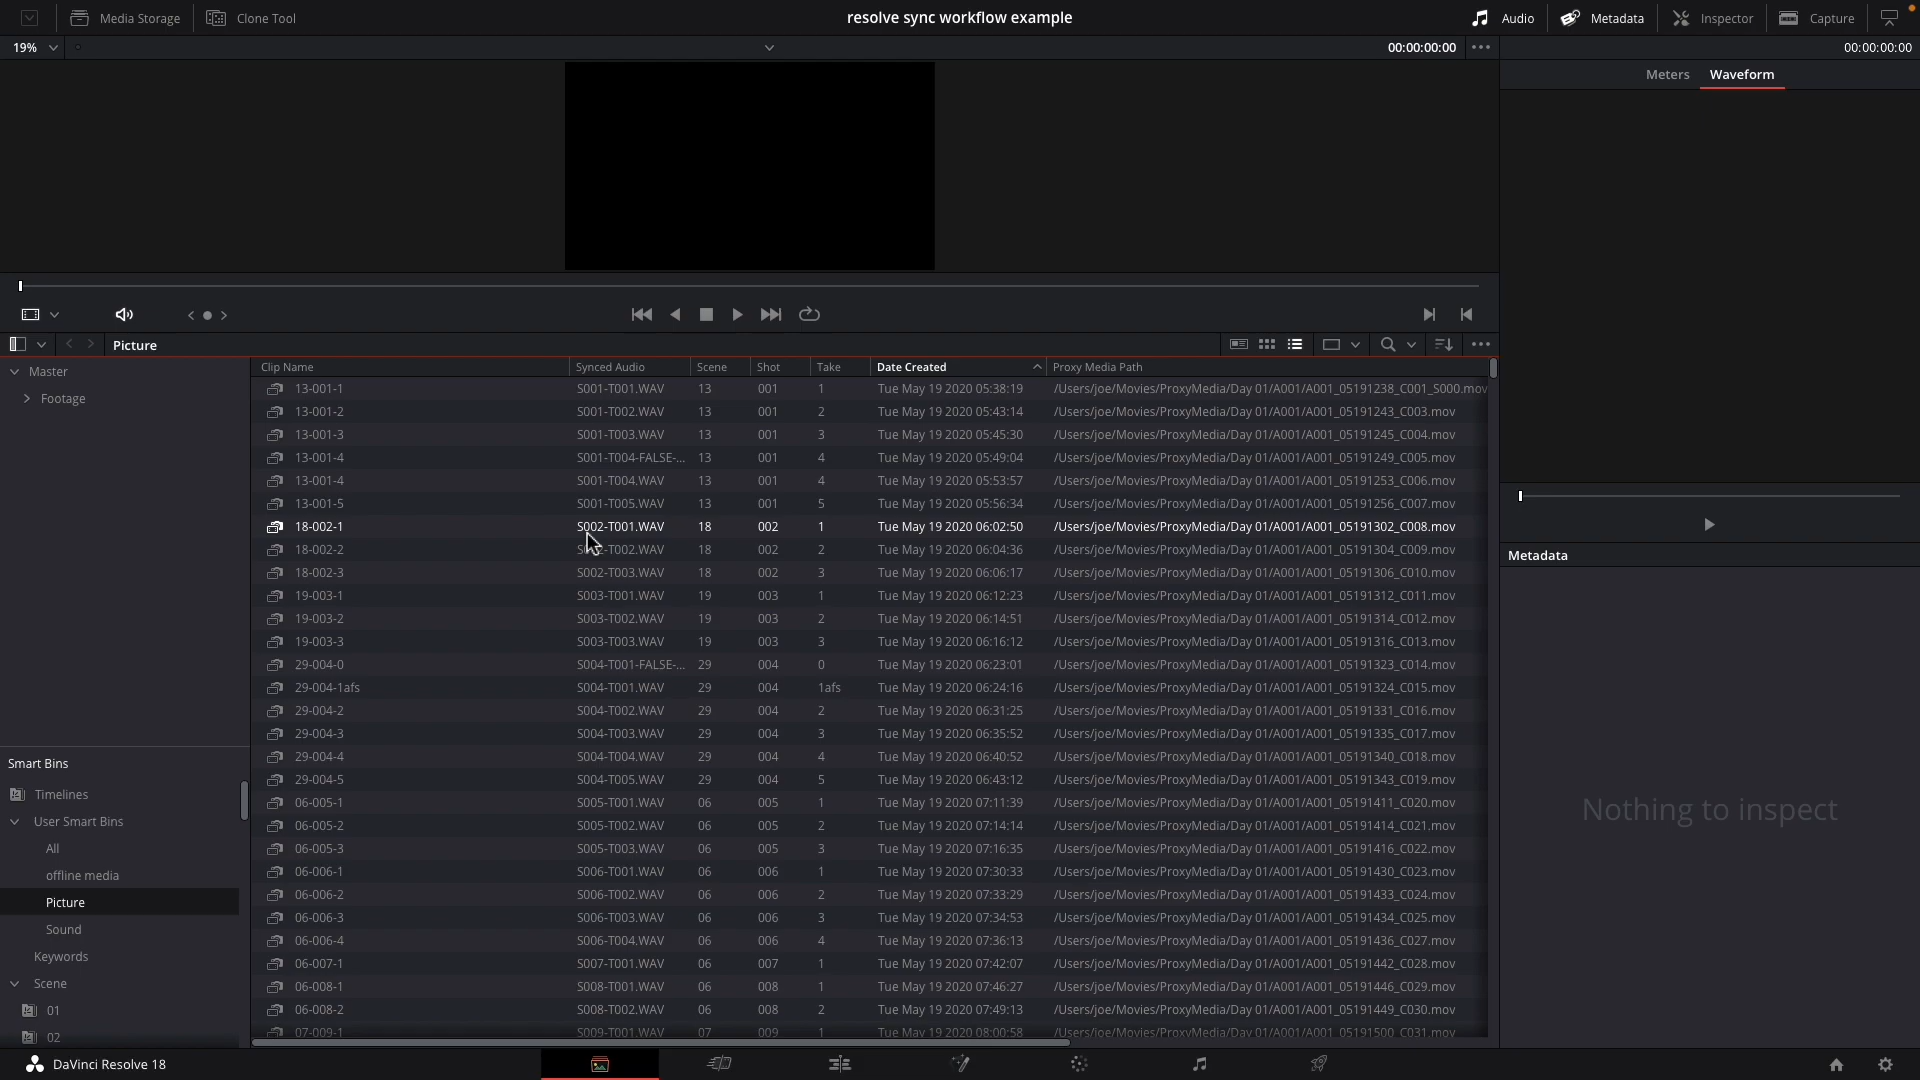 Media Storage Clone Tool resolve sync workflow example Audio Metadata Inspector Capture
19% 00:00:00:00 00:00:00:00
Meters Waveform
Picture
Master
Footage
Clip Name Synced Audio Scene Shot Take Date Created Proxy Media Path
13-001-1 S001-T001.WAV 13 001 1 Tue May 19 2020 05:38:19 /Users/joe/Movies/ProxyMedia/Day 01/A001/A001_05191238_C001_S000.mov
13-001-2 S001-T002.WAV 13 001 2 Tue May 19 2020 05:43:14 /Users/joe/Movies/ProxyMedia/Day 01/A001/A001_05191243_C003.mov
13-001-3 S001-T003.WAV 13 001 3 Tue May 19 2020 05:45:30 /Users/joe/Movies/ProxyMedia/Day 01/A001/A001_05191245_C004.mov
13-001-4 S001-T004-FALSE-... 13 001 4 Tue May 19 2020 05:49:04 /Users/joe/Movies/ProxyMedia/Day 01/A001/A001_05191249_C005.mov
13-001-4 S001-T004.WAV 13 001 4 Tue May 19 2020 05:53:57 /Users/joe/Movies/ProxyMedia/Day 01/A001/A001_05191253_C006.mov
13-001-5 S001-T005.WAV 13 001 5 Tue May 19 2020 05:56:34 /Users/joe/Movies/ProxyMedia/Day 01/A001/A001_05191256_C007.mov
18-002-1 S002-T001.WAV 18 002 1 Tue May 19 2020 06:02:50 /Users/joe/Movies/ProxyMedia/Day 01/A001/A001_05191302_C008.mov
18-002-2 S002-T002.WAV 18 002 2 Tue May 19 2020 06:04:36 /Users/joe/Movies/ProxyMedia/Day 01/A001/A001_05191304_C009.mov
18-002-3 S002-T003.WAV 18 002 3 Tue May 19 2020 06:06:17 /Users/joe/Movies/ProxyMedia/Day 01/A001/A001_05191306_C010.mov
19-003-1 S003-T001.WAV 19 003 1 Tue May 19 2020 06:12:23 /Users/joe/Movies/ProxyMedia/Day 01/A001/A001_05191312_C011.mov
19-003-2 S003-T002.WAV 19 003 2 Tue May 19 2020 06:14:51 /Users/joe/Movies/ProxyMedia/Day 01/A001/A001_05191314_C012.mov
19-003-3 S003-T003.WAV 19 003 3 Tue May 19 2020 06:16:12 /Users/joe/Movies/ProxyMedia/Day 01/A001/A001_05191316_C013.mov
29-004-0 S004-T001-FALSE-... 29 004 0 Tue May 19 2020 06:23:01 /Users/joe/Movies/ProxyMedia/Day 01/A001/A001_05191323_C014.mov
29-004-1afs S004-T001.WAV 29 004 1afs Tue May 19 2020 06:24:16 /Users/joe/Movies/ProxyMedia/Day 01/A001/A001_05191324_C015.mov
29-004-2 S004-T002.WAV 29 004 2 Tue May 19 2020 06:31:25 /Users/joe/Movies/ProxyMedia/Day 01/A001/A001_05191331_C016.mov
29-004-3 S004-T003.WAV 29 004 3 Tue May 19 2020 06:35:52 /Users/joe/Movies/ProxyMedia/Day 01/A001/A001_05191335_C017.mov
29-004-4 S004-T004.WAV 29 004 4 Tue May 19 2020 06:40:52 /Users/joe/Movies/ProxyMedia/Day 01/A001/A001_05191340_C018.mov
29-004-5 S004-T005.WAV 29 004 5 Tue May 19 2020 06:43:12 /Users/joe/Movies/ProxyMedia/Day 01/A001/A001_05191343_C019.mov
06-005-1 S005-T001.WAV 06 005 1 Tue May 19 2020 07:11:39 /Users/joe/Movies/ProxyMedia/Day 01/A001/A001_05191411_C020.mov
06-005-2 S005-T002.WAV 06 005 2 Tue May 19 2020 07:14:14 /Users/joe/Movies/ProxyMedia/Day 01/A001/A001_05191414_C021.mov
06-005-3 S005-T003.WAV 06 005 3 Tue May 19 2020 07:16:35 /Users/joe/Movies/ProxyMedia/Day 01/A001/A001_05191416_C022.mov
06-006-1 S006-T001.WAV 06 006 1 Tue May 19 2020 07:30:33 /Users/joe/Movies/ProxyMedia/Day 01/A001/A001_05191430_C023.mov
06-006-2 S006-T002.WAV 06 006 2 Tue May 19 2020 07:33:29 /Users/joe/Movies/ProxyMedia/Day 01/A001/A001_05191433_C024.mov
06-006-3 S006-T003.WAV 06 006 3 Tue May 19 2020 07:34:53 /Users/joe/Movies/ProxyMedia/Day 01/A001/A001_05191434_C025.mov
06-006-4 S006-T004.WAV 06 006 4 Tue May 19 2020 07:36:13 /Users/joe/Movies/ProxyMedia/Day 01/A001/A001_05191436_C027.mov
06-007-1 S007-T001.WAV 06 007 1 Tue May 19 2020 07:42:07 /Users/joe/Movies/ProxyMedia/Day 01/A001/A001_05191442_C028.mov
06-008-1 S008-T001.WAV 06 008 1 Tue May 19 2020 07:46:27 /Users/joe/Movies/ProxyMedia/Day 01/A001/A001_05191446_C029.mov
06-008-2 S008-T002.WAV 06 008 2 Tue May 19 2020 07:49:13 /Users/joe/Movies/ProxyMedia/Day 01/A001/A001_05191449_C030.mov
07-009-1 S009-T001.WAV 07 009 1 Tue May 19 2020 08:00:58 /Users/joe/Movies/ProxyMedia/Day 01/A001/A001_05191500_C031.mov
Smart Bins
Timelines
User Smart Bins
All
offline media
Picture
Sound
Keywords
Scene
01
02
Metadata
Nothing to inspect
DaVinci Resolve 18